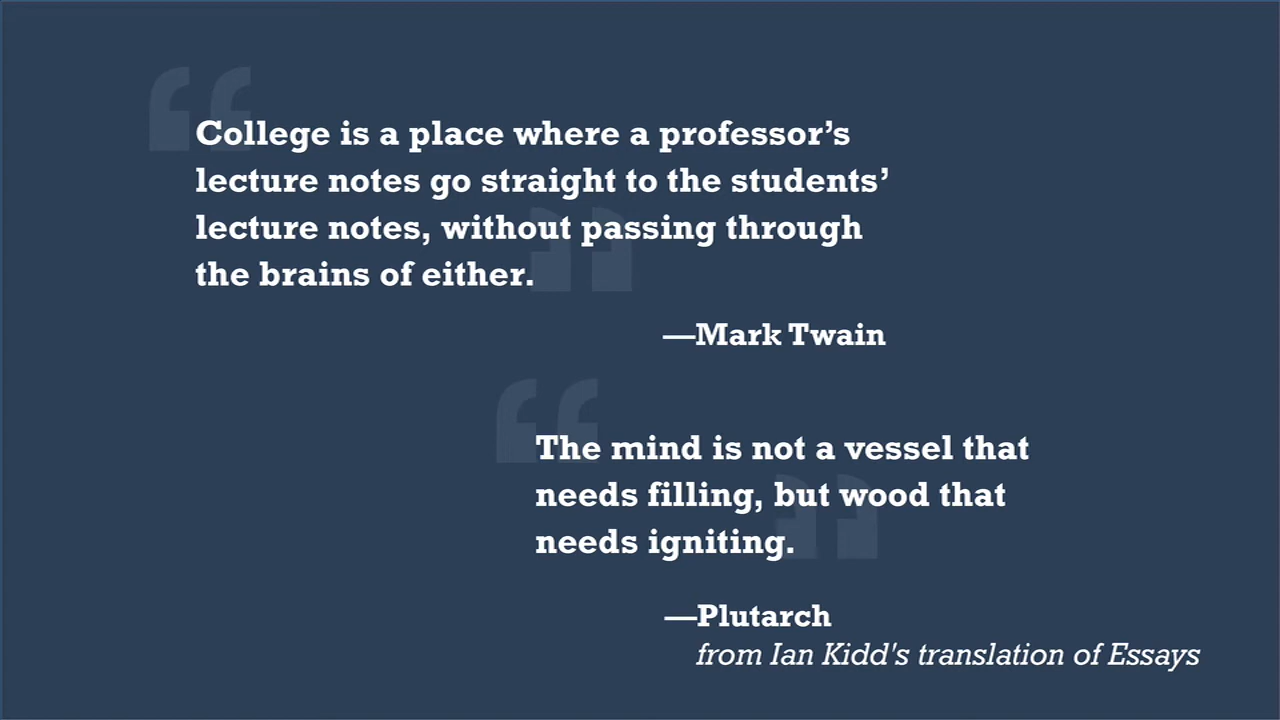 College is a place where a professor’s
lecture notes go straight to the students’
lecture notes, without passing through
the brains of either.
—Mark Twain
The mind is not a vessel that
needs filling, but wood that
needs igniting.
—Plutarch
from Ian Kidd's translation of Essays